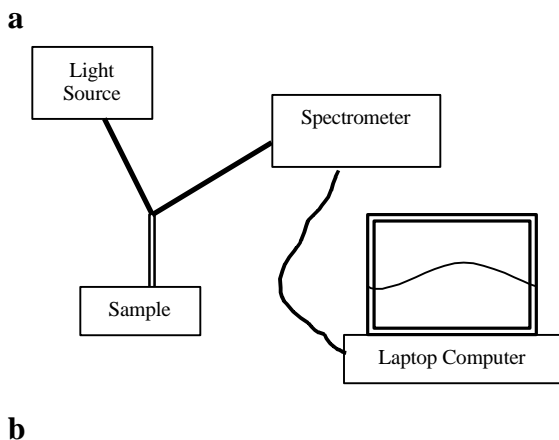 a
Light
Source
Spectrometer
Sample
Laptop Computer
b